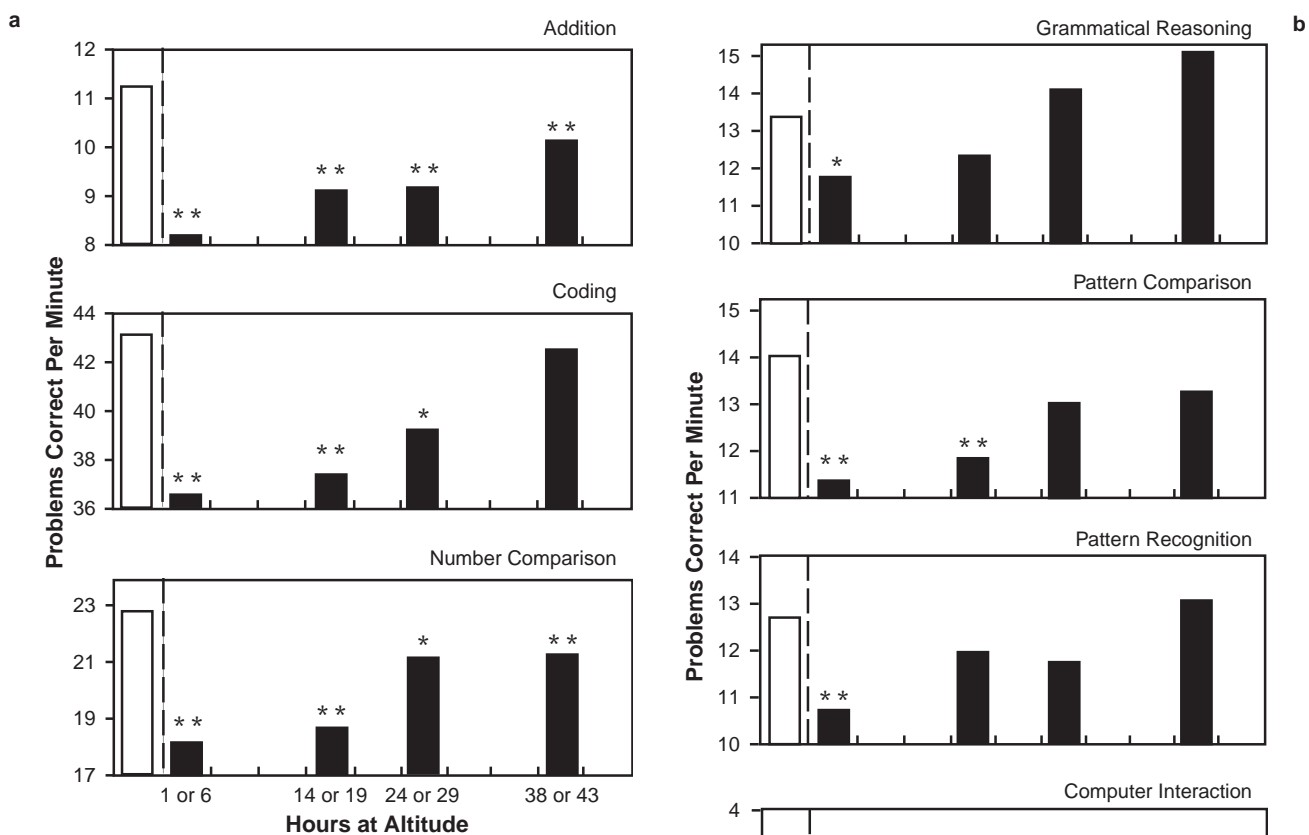 a
Addition
12
11
10
9
8
* *
* *
* *
* *
Coding
44
42
40
38
36
* *
* *
*
Number Comparison
23
21
19
17
* *
* *
*
* *
1 or 6
14 or 19
24 or 29
38 or 43
Hours at Altitude
Problems Correct Per Minute
b
Grammatical Reasoning
15
14
13
12
11
10
*
Pattern Comparison
15
14
13
12
11
* *
* *
Pattern Recognition
14
13
12
11
10
* *
Computer Interaction
4
Problems Correct Per Minute